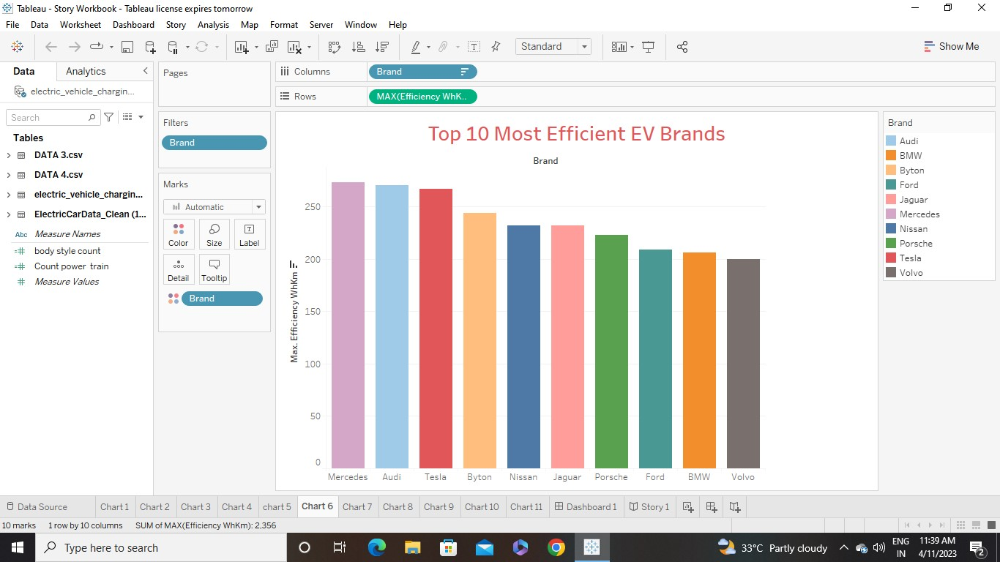 Tableau - Story Workbook - Tableau license expires tomorrow
File Data Worksheet Dashboard Story Analysis Map Format Server Window Help
Standard
Show Me
Data Analytics
electric_vehicle_chargin...
Search
Tables
DATA 3.csv
DATA 4.csv
electric_vehicle_chargin...
ElectricCarData_Clean (1...
Abc Measure Names
body style count
Count power train
Measure Values
Pages
Filters
Brand
Marks
Automatic
Color Size Label
Detail Tooltip
Brand
Columns Brand
Rows MAX(Efficiency WhK..
Top 10 Most Efficient EV Brands
Brand
Max. Efficiency WhKm
250
200
150
100
50
0
Mercedes Audi Tesla Byton Nissan Jaguar Porsche Ford BMW Volvo
Brand
Audi
BMW
Byton
Ford
Jaguar
Mercedes
Nissan
Porsche
Tesla
Volvo
Data Source Chart 1 Chart 2 Chart 3 Chart 4 chart 5 Chart 6 Chart 7 Chart 8 Chart 9 Chart 10 Chart 11 Dashboard 1 Story 1
10 marks 1 row by 10 columns SUM of MAX(Efficiency WhKm): 2,356
Type here to search
33°C Partly cloudy
ENG
IN
11:39 AM
4/11/2023
2